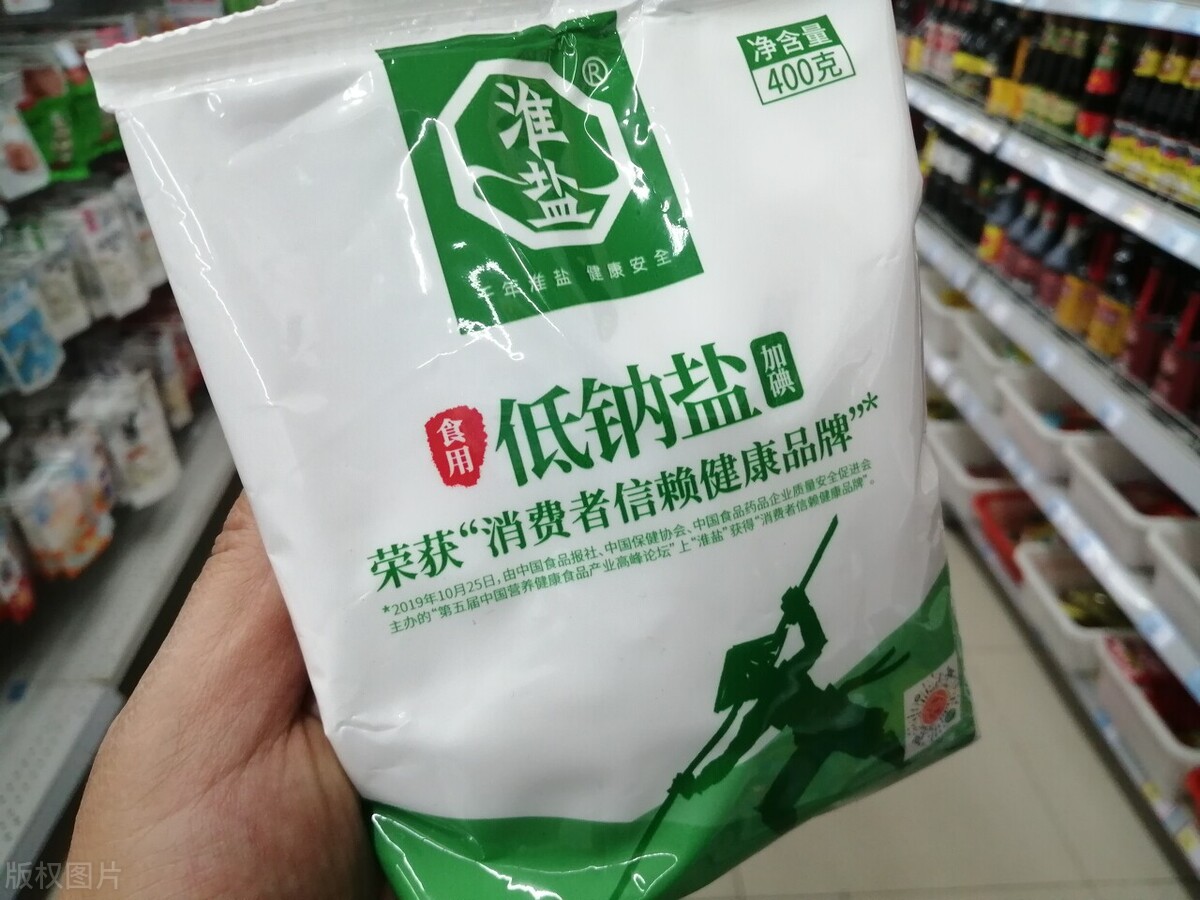 淮盐
®
千年淮盐 健康安全
净含量
400克
食用
低钠盐
加碘
荣获“消费者信赖健康品牌”*
*2019年10月25日,由中国食品报社、中国保健协会、中国食品药品企业质量安全促进会
主办的“第五届中国营养健康食品产业高峰论坛”上“淮盐”获得“消费者信赖健康品牌”。
版权图片